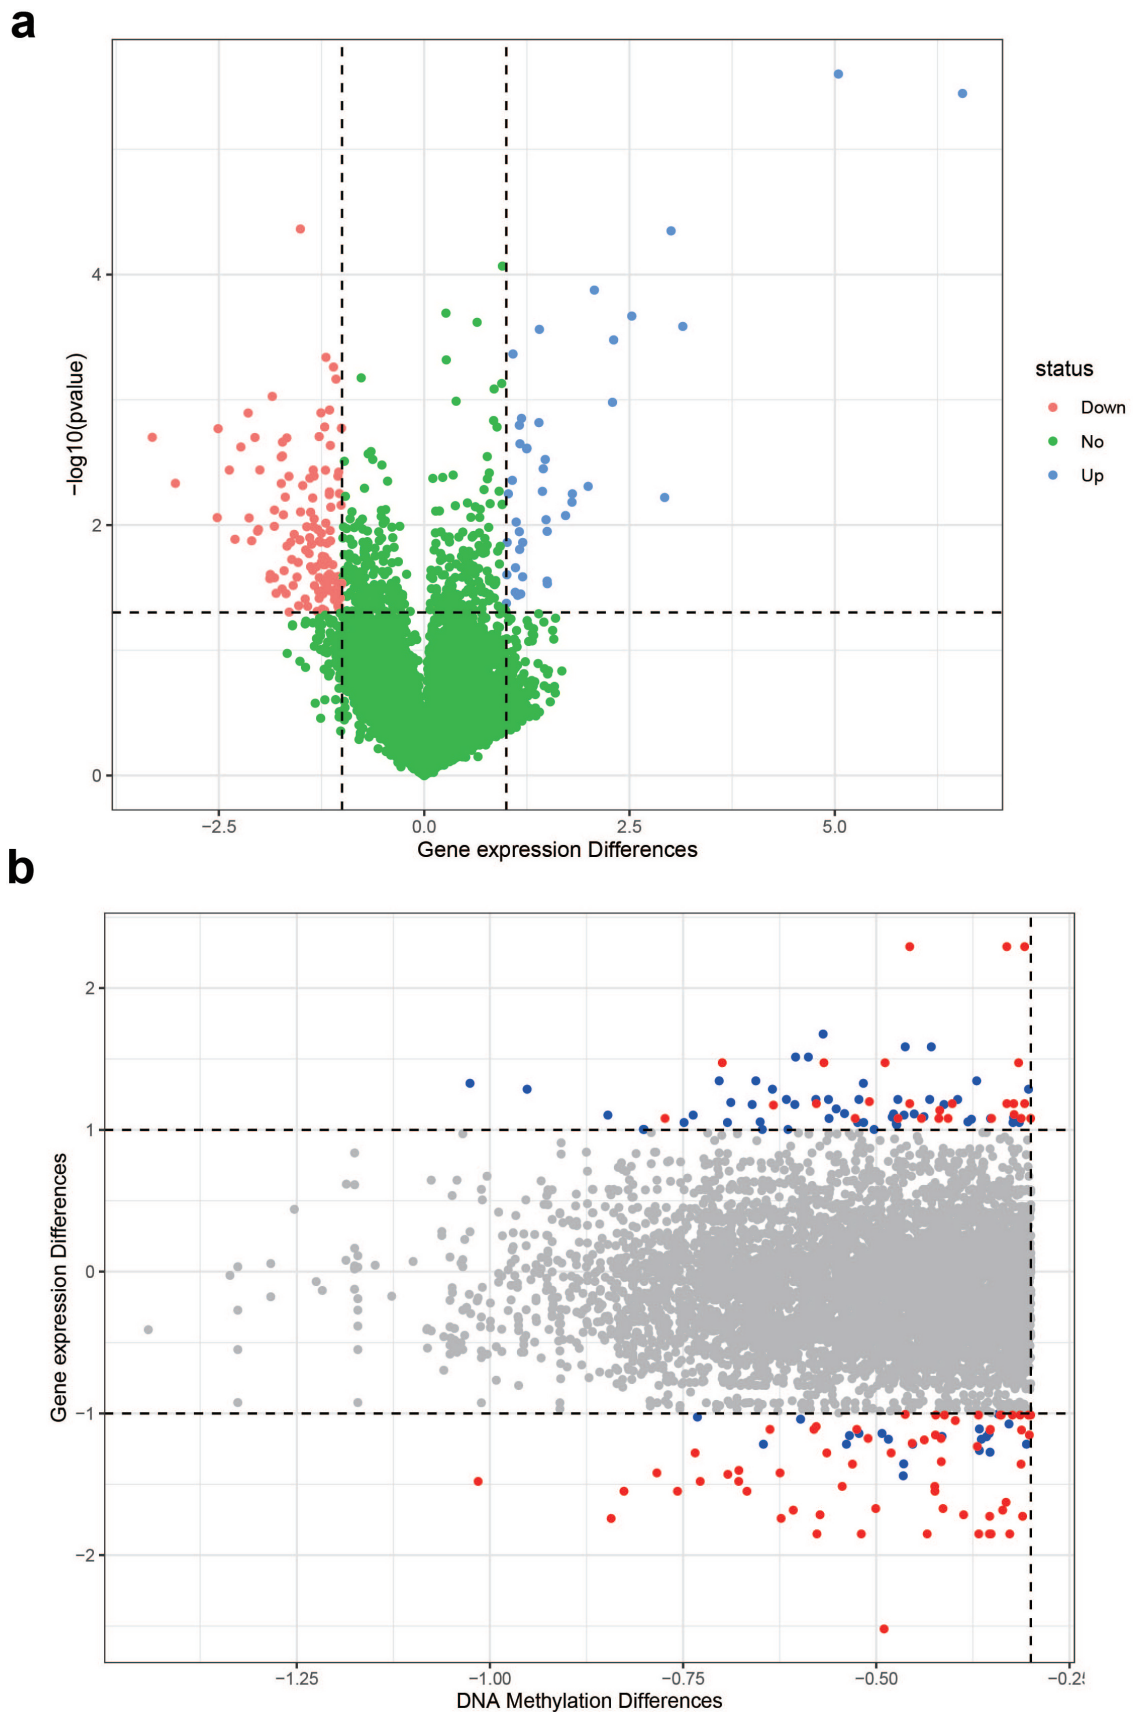 a
−log10(pvalue)
4
2
0
−2.5 0.0 2.5 5.0
Gene expression Differences
status
Down
No
Up
b
Gene expression Differences
2
1
0
−1
−2
−1.25 −1.00 −0.75 −0.50 −0.25
DNA Methylation Differences